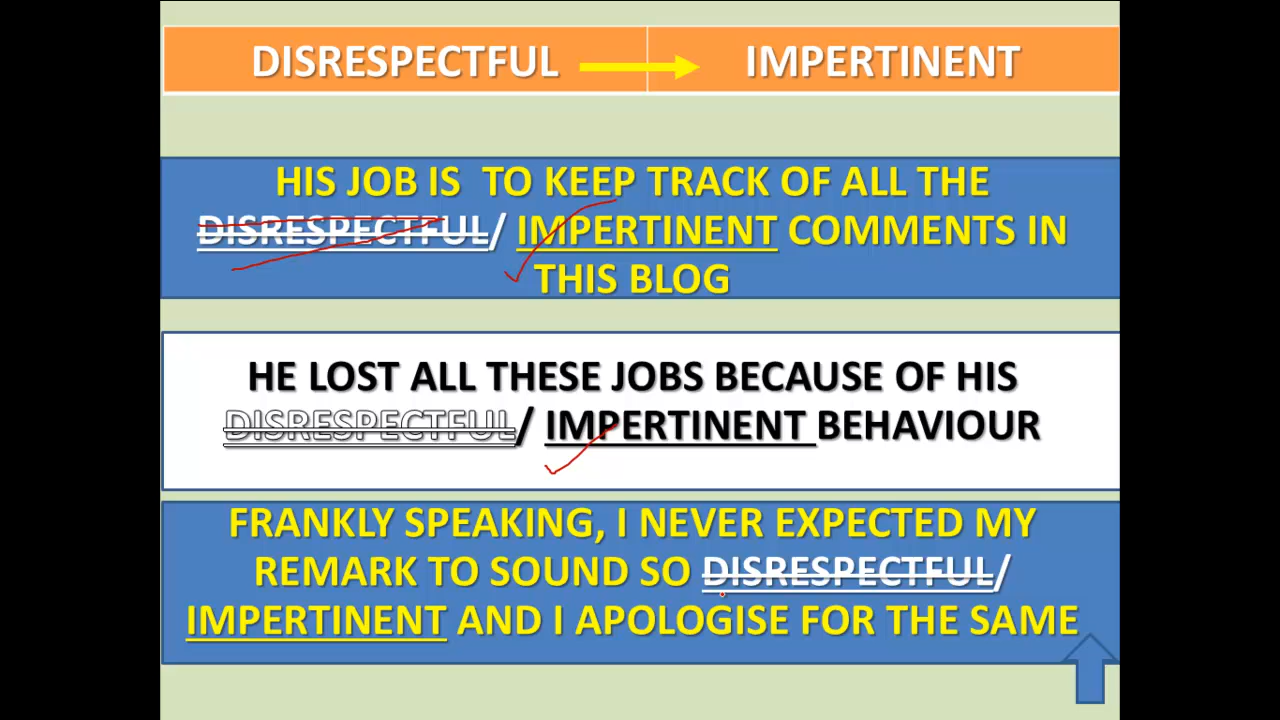 DISRESPECTFUL IMPERTINENT
HIS JOB IS TO KEEP TRACK OF ALL THE
DISRESPECTFUL/ IMPERTINENT COMMENTS IN
THIS BLOG
HE LOST ALL THESE JOBS BECAUSE OF HIS
DISRESPECTFUL/ IMPERTINENT BEHAVIOUR
FRANKLY SPEAKING, I NEVER EXPECTED MY
REMARK TO SOUND SO DISRESPECTFUL/
IMPERTINENT AND I APOLOGISE FOR THE SAME